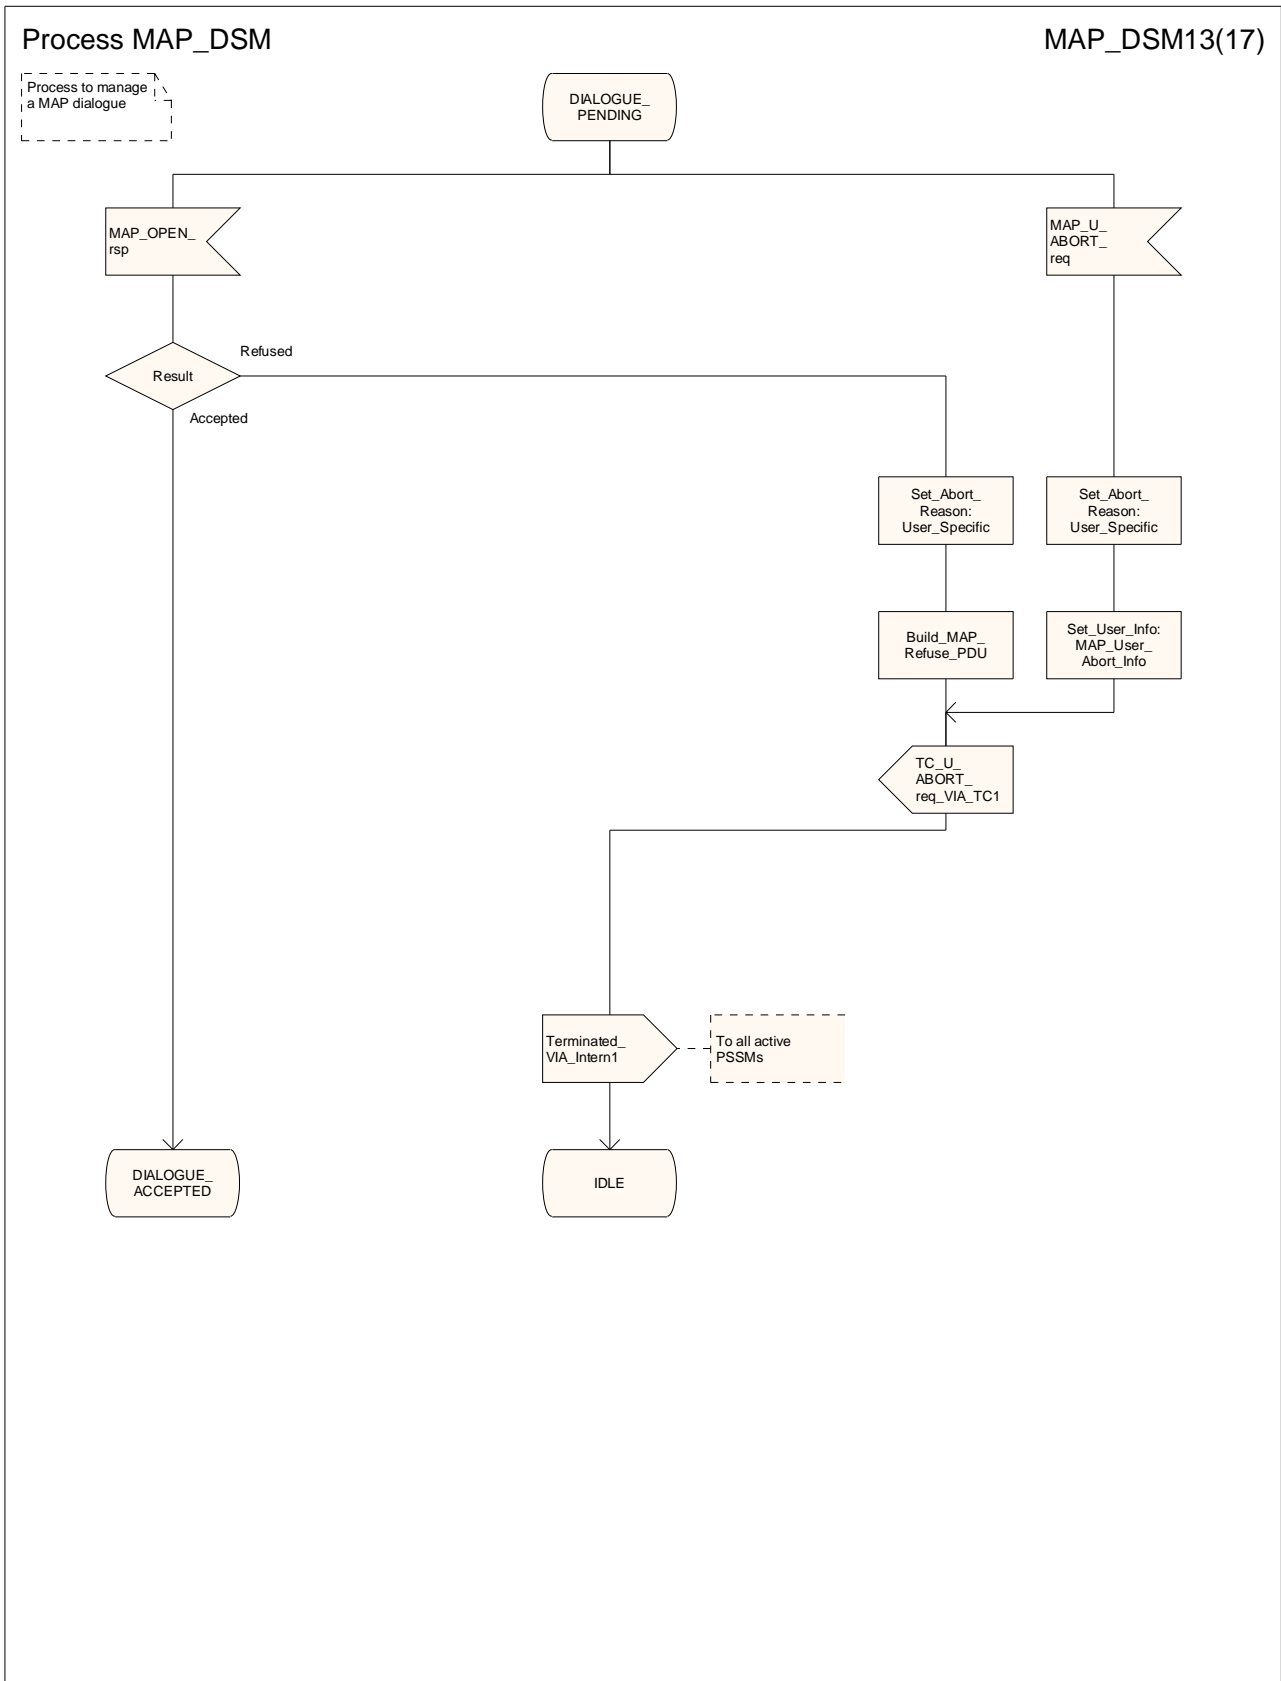 Process MAP_DSM
MAP_DSM13(17)
Process to manage
a MAP dialogue
DIALOGUE_
PENDING
MAP_OPEN_
rsp
MAP_U_
ABORT_
req
Result
Refused
Accepted
Set_Abort_
Reason:
User_Specific
Set_Abort_
Reason:
User_Specific
Build_MAP_
Refuse_PDU
Set_User_Info:
MAP_User_
Abort_Info
TC_U_
ABORT_
req_VIA_TC1
Terminated_
VIA_Intern1
To all active
PSSMs
DIALOGUE_
ACCEPTED
IDLE